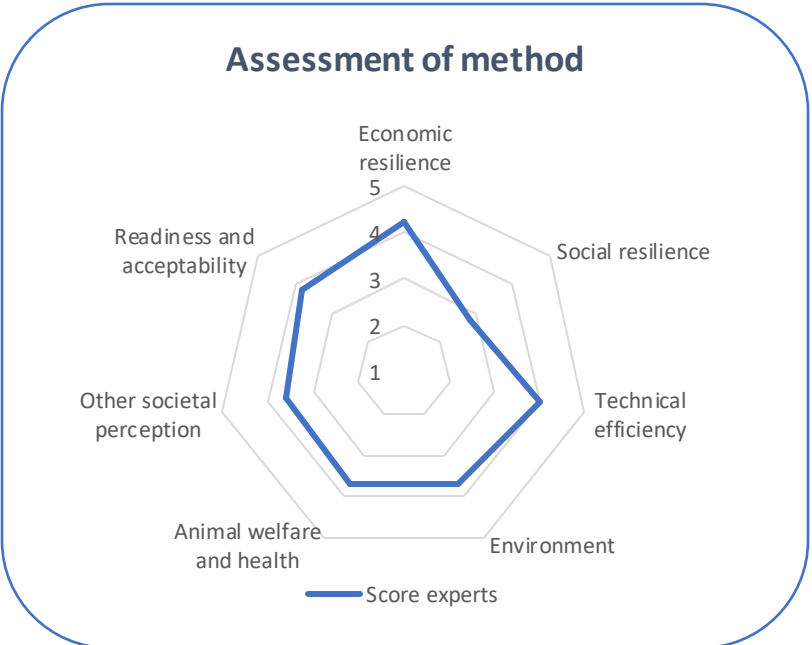 Assessment of method
Economic
resilience
5
4
3
2
1
Social resilience
Technical
efficiency
Environment
Animal welfare
and health
Other societal
perception
Readiness and
acceptability
Score experts